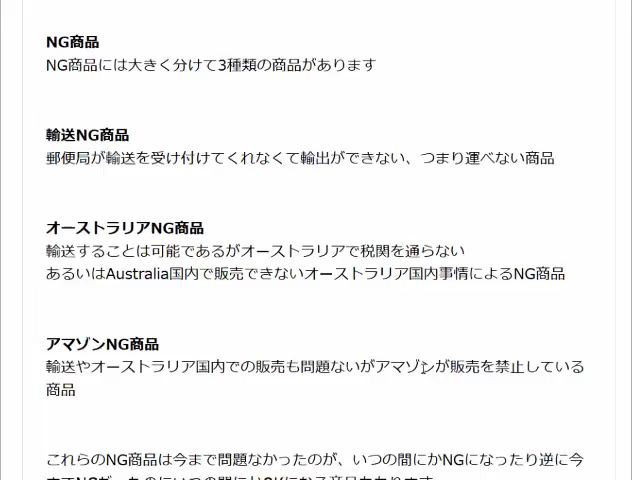 NG商品
NG商品には大きく分けて3種類の商品があります
輸送NG商品
郵便局が輸送を受け付けてくれなくて輸出ができない、つまり運べない商品
オーストラリアNG商品
輸送することは可能であるがオーストラリアで税関を通らない
あるいはAustralia国内で販売できないオーストラリア国内事情によるNG商品
アマゾンNG商品
輸送やオーストラリア国内での販売も問題ないがアマゾンが販売を禁止している
商品
これらのNG商品は今まで問題なかったのが、いつの間にかNGになったり逆に今